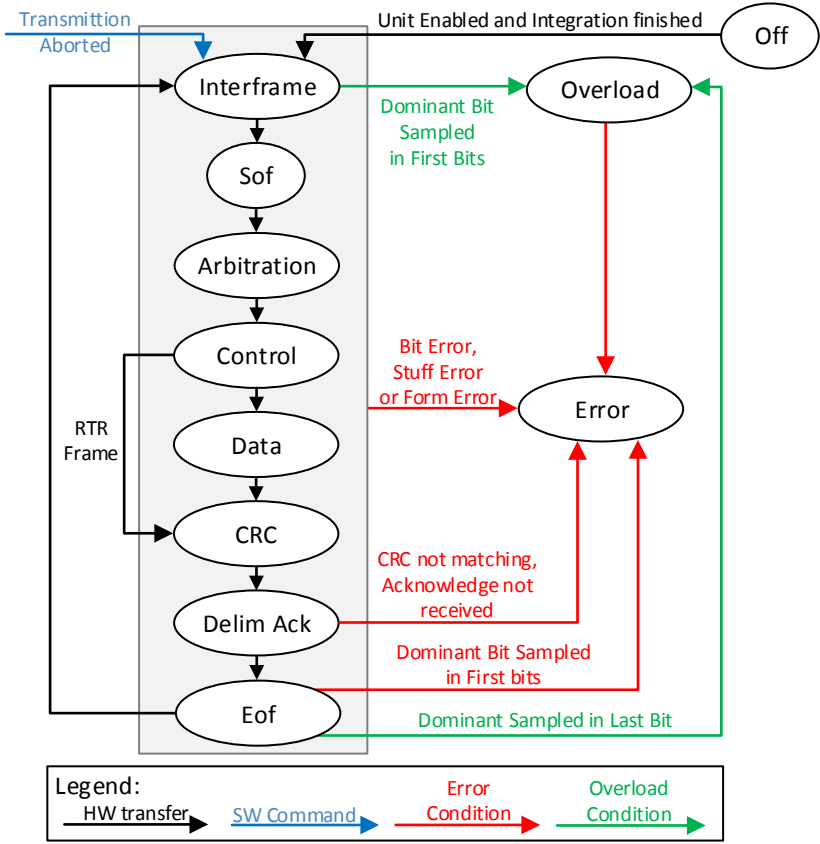 Transmittion
Aborted
Unit Enabled and Integration finished
Off
Interframe
Overload
Dominant Bit
Sampled
in First Bits
Sof
Arbitration
Control
Bit Error,
Stuff Error
or Form Error
Error
RTR
Frame
Data
CRC
CRC not matching,
Acknowledge not
received
Delim Ack
Dominant Bit Sampled
in First bits
Eof
Dominant Sampled in Last Bit
Legend:
HW transfer
SW Command
Error
Condition
Overload
Condition